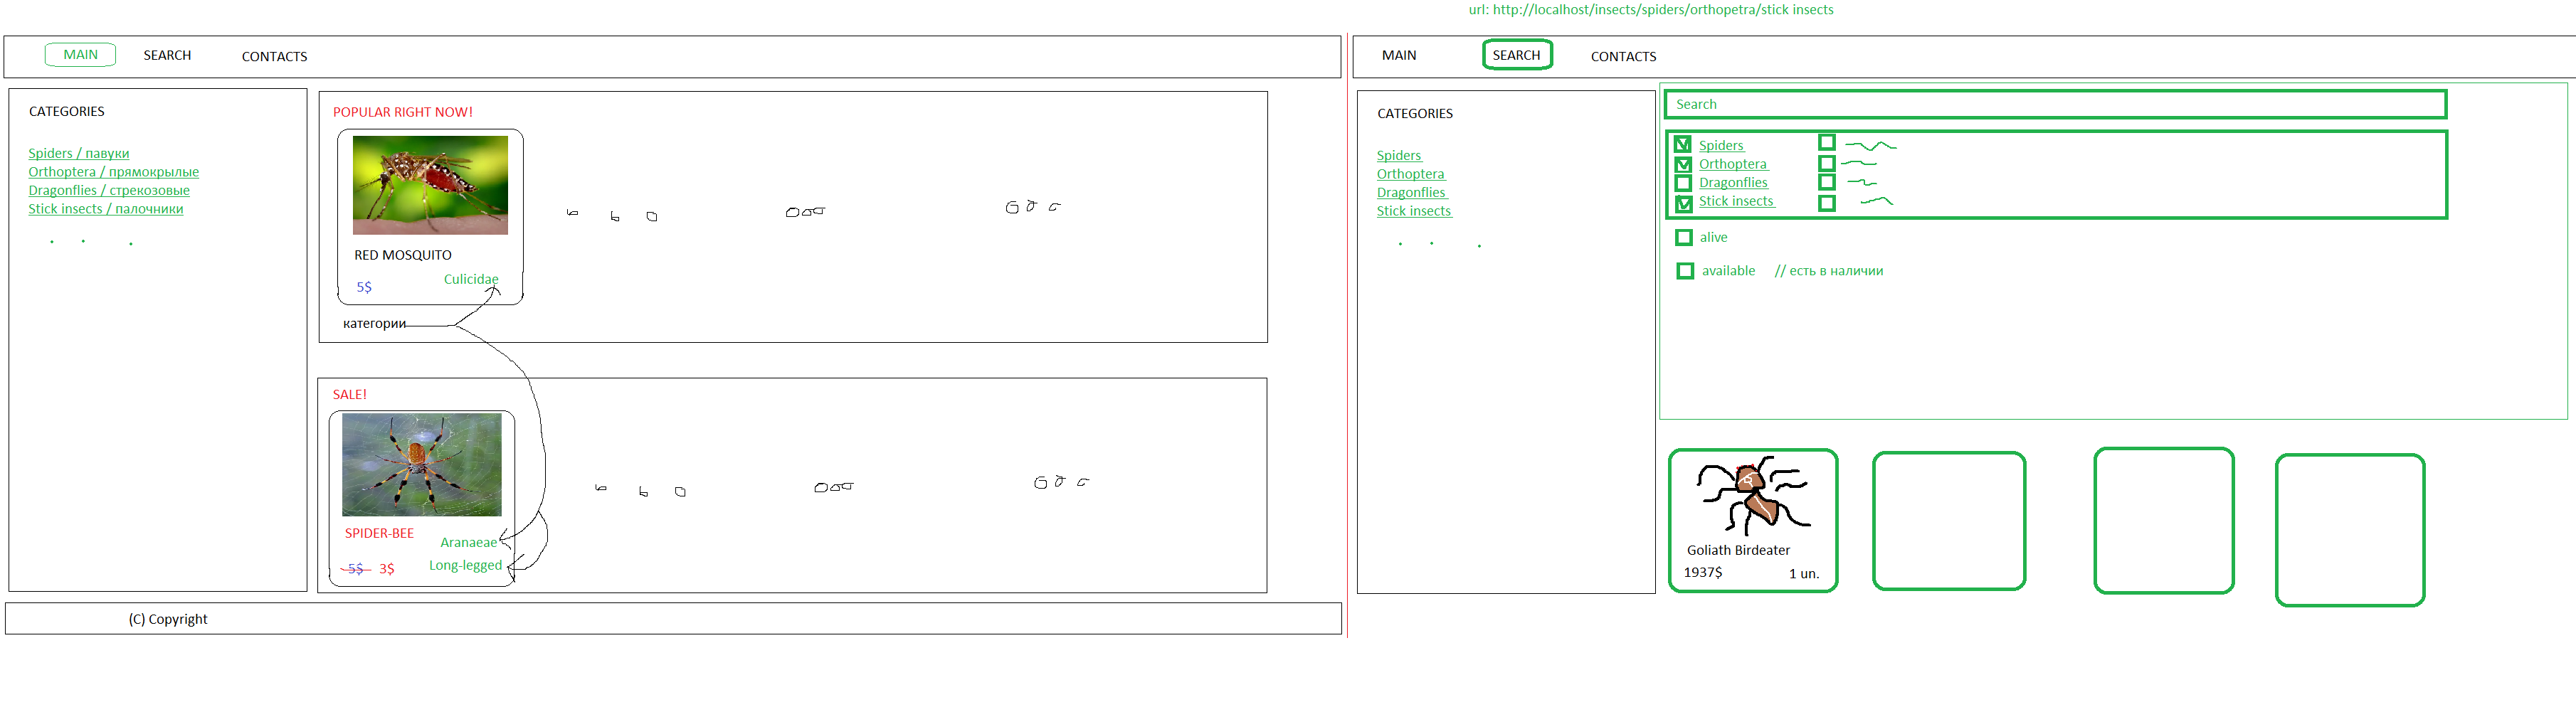 url: http://localhost/insects/spiders/orthopetra/stick insects
MAIN
SEARCH
CONTACTS
CATEGORIES
Spiders / павуки
Orthoptera / прямокрылые
Dragonflies / стрекозовые
Stick insects / палочники
. . .
POPULAR RIGHT NOW!
RED MOSQUITO
Culicidae
5$
категории
SALE!
SPIDER-BEE
Aranaeae
Long-legged
5$ 3$
(C) Copyright
MAIN
SEARCH
CONTACTS
CATEGORIES
Spiders
Orthoptera
Dragonflies
Stick insects
. . .
Search
Spiders
Orthoptera
Dragonflies
Stick insects
alive
available // есть в наличии
Goliath Birdeater
1937$ 1 un.